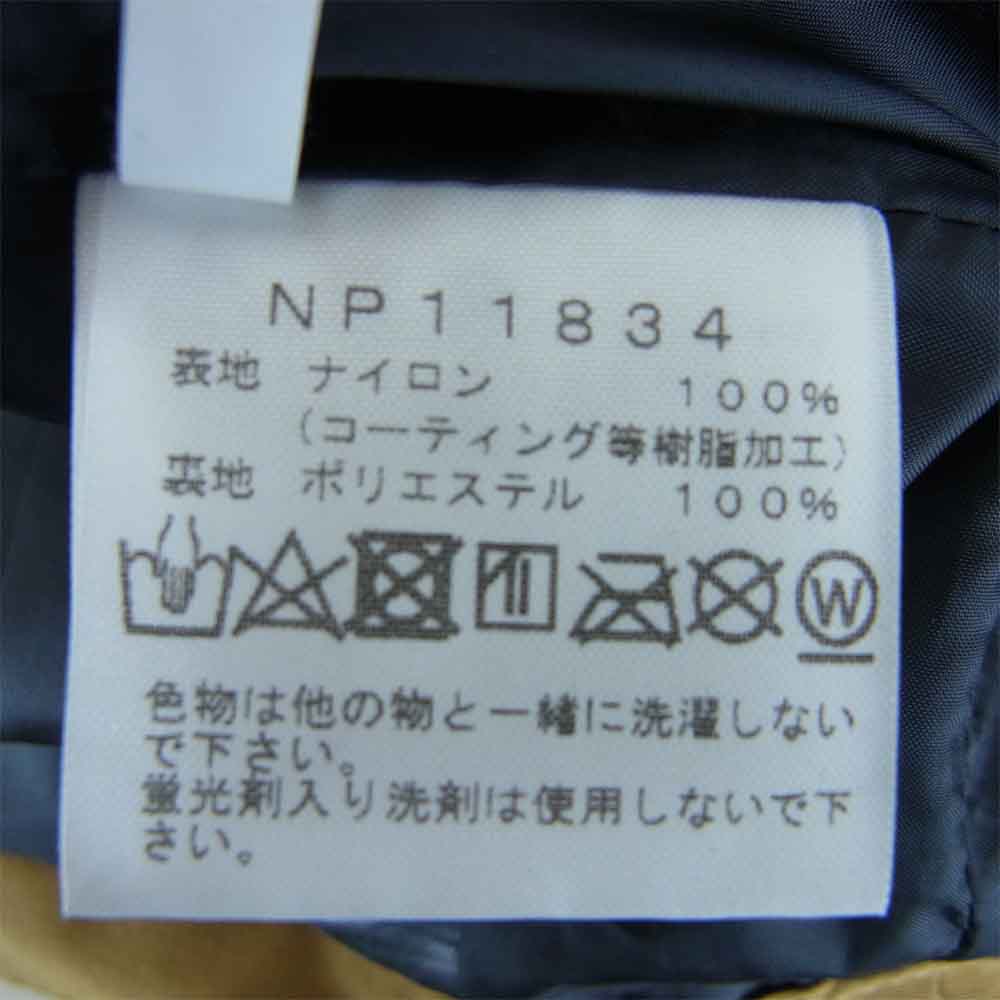 NP11834
表地 ナイロン 100%
(コーティング等樹脂加工)
裏地 ポリエステル 100%
W
色物は他の物と一緒に洗濯しない
で下さい。
蛍光剤入り洗剤は使用しないで下
さい。